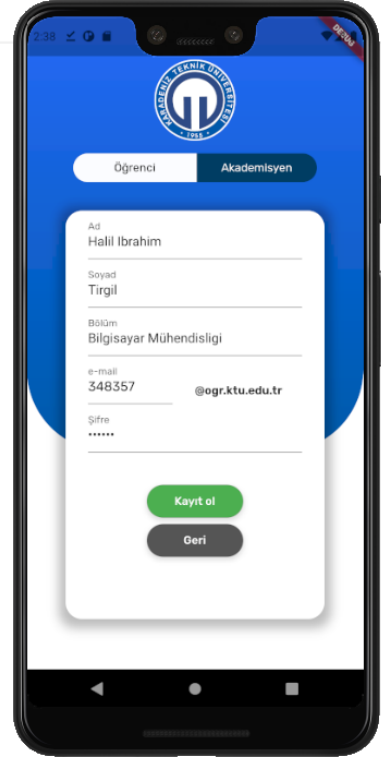 2:38
DEBUG
KARADENİZ TEKNİK ÜNİVERSİTESİ
1955
Öğrenci
Akademisyen
Ad
Halil Ibrahim
Soyad
Tirgil
Bölüm
Bilgisayar Mühendisligi
e-mail
348357
@ogr.ktu.edu.tr
Şifre
••••••
Kayıt ol
Geri